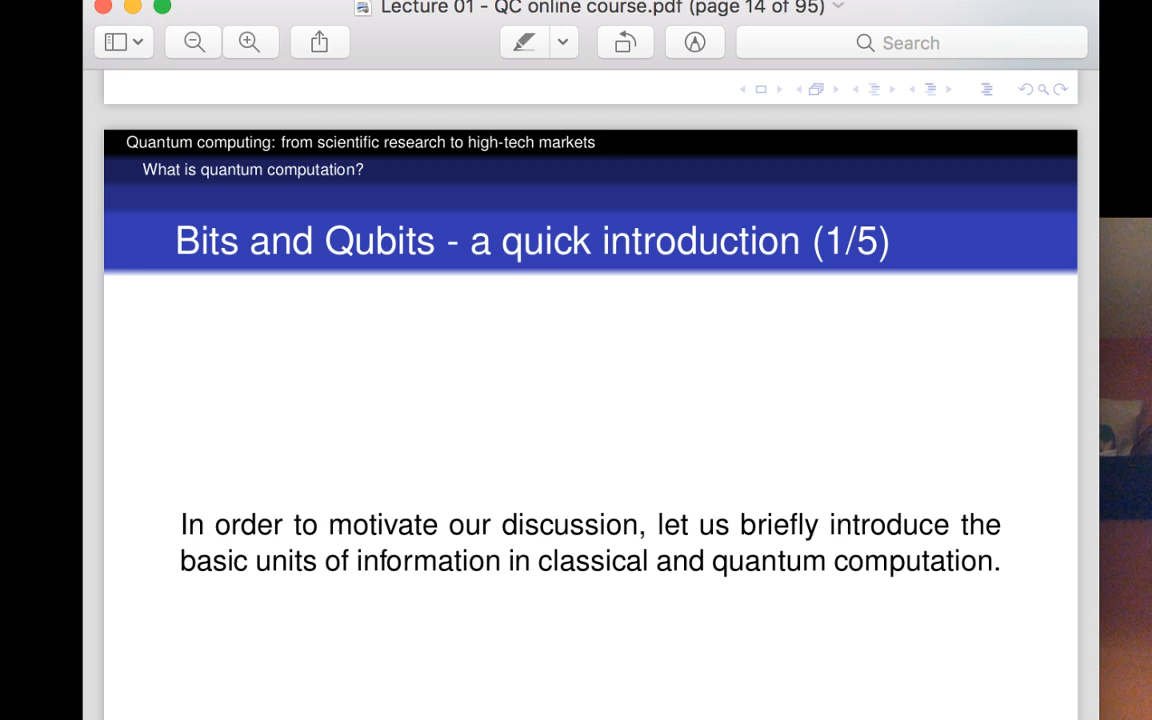 Lecture 01 - QC online course.pdf (page 14 of 95)
Search
Quantum computing: from scientific research to high-tech markets
What is quantum computation?
Bits and Qubits - a quick introduction (1/5)
In order to motivate our discussion, let us briefly introduce the
basic units of information in classical and quantum computation.